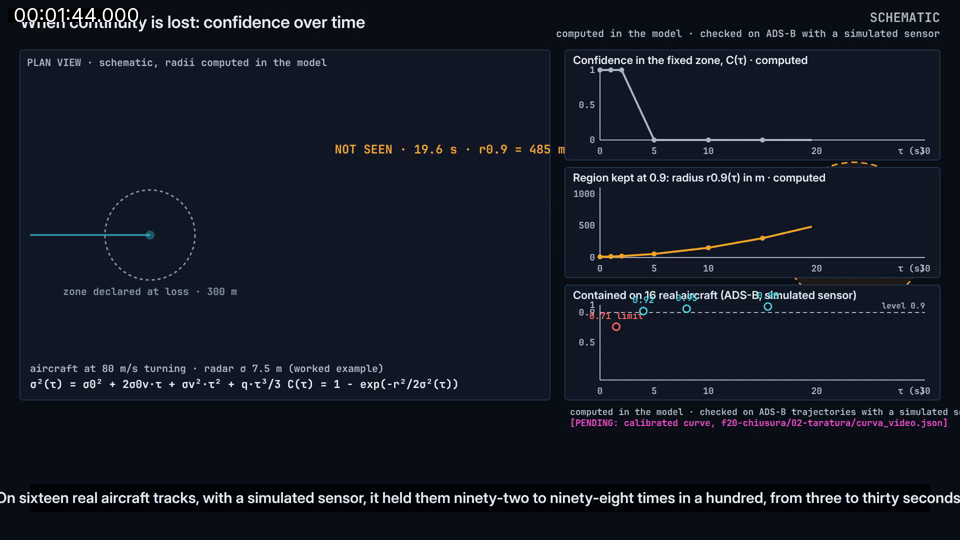 00:01:44.000
When continuity is lost: confidence over time
SCHEMATIC
computed in the model · checked on ADS-B with a simulated sensor
PLAN VIEW · schematic, radii computed in the model
NOT SEEN · 19.6 s · r0.9 = 485 m
zone declared at loss · 300 m
aircraft at 80 m/s turning · radar σ 7.5 m (worked example)
σ²(τ) = σ0² + 2σ0v·τ + σv²·τ² + q·τ³/3 C(τ) = 1 - exp(-r²/2σ²(τ))
Confidence in the fixed zone, C(τ) · computed
1
0.5
0
0 5 10 20 τ (s) 30
Region kept at 0.9: radius r0.9(τ) in m · computed
1000
500
0
0 5 10 20 τ (s) 30
Contained on 16 real aircraft (ADS-B, simulated sensor)
1
0.9
0.5
0.71 limit
0.92
level 0.9
0 5 10 20 τ (s) 30
computed in the model · checked on ADS-B trajectories with a simulated
[PENDING: calibrated curve, f20-chiusura/02-taratura/curva_video.json]
On sixteen real aircraft tracks, with a simulated sensor, it held them ninety-two to ninety-eight times in a hundred, from three to thirty seconds